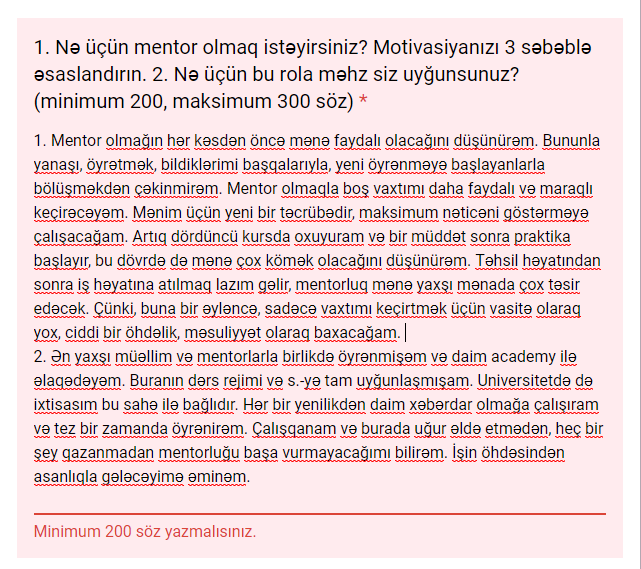 1. Nə üçün mentor olmaq istəyirsiniz? Motivasiyanızı 3 səbəblə
əsaslandırın. 2. Nə üçün bu rola məhz siz uyğunsunuz?
(minimum 200, maksimum 300 söz) *
1. Mentor olmağın hər kəsdən öncə mənə faydalı olacağını düşünürəm. Bununla
yanaşı, öyrətmək, bildiklərimi başqalarıyla, yeni öyrənməyə başlayanlarla
bölüşməkdən çəkinmirəm. Mentor olmaqla boş vaxtımı daha faydalı və maraqlı
keçirəcəyəm. Mənim üçün yeni bir təcrübədir, maksimum nəticəni göstərməyə
çalışacağam. Artıq dördüncü kursda oxuyuram və bir müddət sonra praktika
başlayır, bu dövrdə də mənə çox kömək olacağını düşünürəm. Təhsil həyatından
sonra iş həyatına atılmaq lazım gəlir, mentorluq mənə yaxşı mənada çox təsir
edəcək. Çünki, buna bir əyləncə, sadəcə vaxtımı keçirtmək üçün vasitə olaraq
yox, ciddi bir öhdəlik, məsuliyyət olaraq baxacağam.
2. Ən yaxşı müəllim və mentorlarla birlikdə öyrənmişəm və daim academy ilə
əlaqədəyəm. Buranın dərs rejimi və s.-yə tam uyğunlaşmışam. Universitetdə də
ixtisasım bu sahə ilə bağlıdır. Hər bir yenilikdən daim xəbərdar olmağa çalışıram
və tez bir zamanda öyrənirəm. Çalışqanam və burada uğur əldə etmədən, heç bir
şey qazanmadan mentorluğu başa vurmayacağımı bilirəm. İşin öhdəsindən
asanlıqla gələcəyimə əminəm.
Minimum 200 söz yazmalısınız.